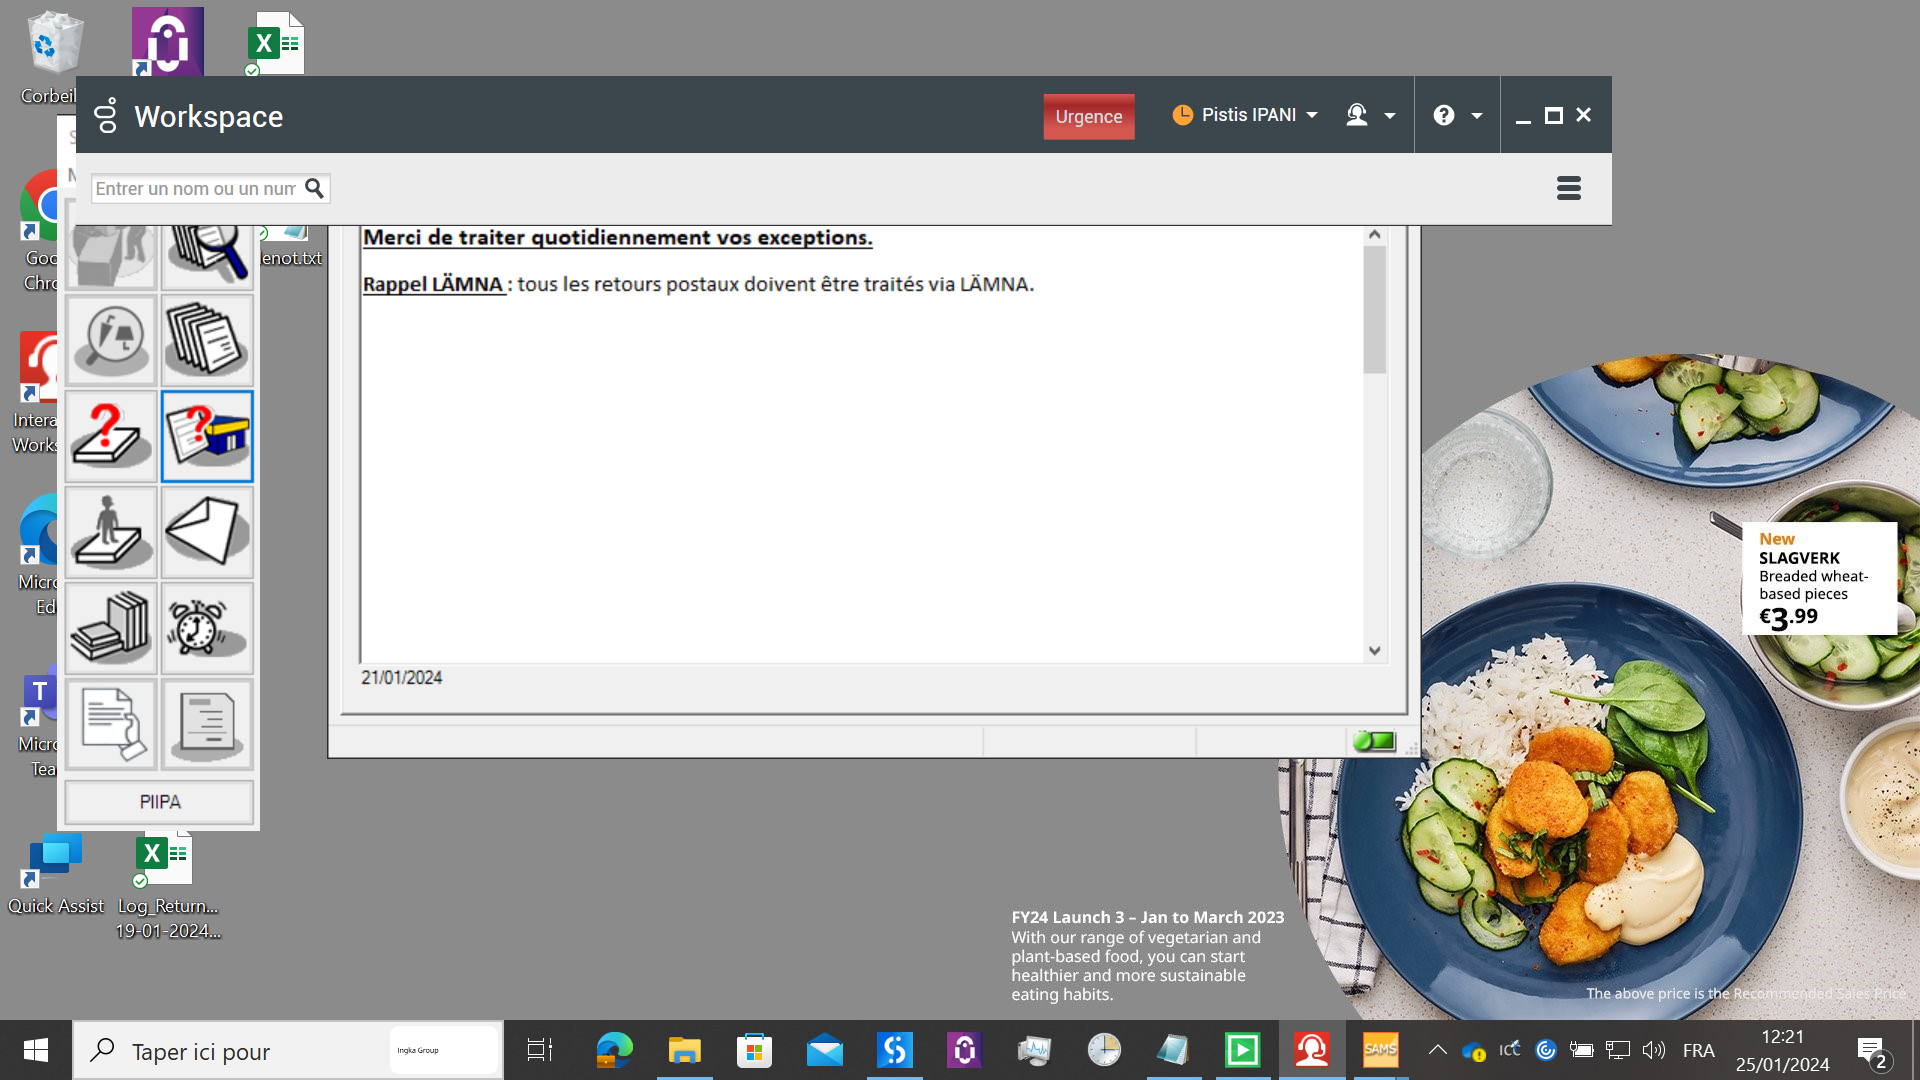 Corbeil
Workspace
Urgence
Pistis IPANI
Entrer un nom ou un num
Goo
Chro
enot.txt
Merci de traiter quotidiennement vos exceptions.
Rappel LÄMNA : tous les retours postaux doivent être traités via LÄMNA.
Intera
Works
Micro
Ed
T
Micro
Tea
21/01/2024
PIIPA
Quick Assist
Log_Return...
19-01-2024...
New
SLAGVERK
Breaded wheat-
based pieces
€3.99
FY24 Launch 3 – Jan to March 2023
With our range of vegetarian and
plant-based food, you can start
healthier and more sustainable
eating habits.
The above price is the Recommended Sales Price
Taper ici pour
Ingka Group
SAMS
ICC
FRA
12:21
25/01/2024
2